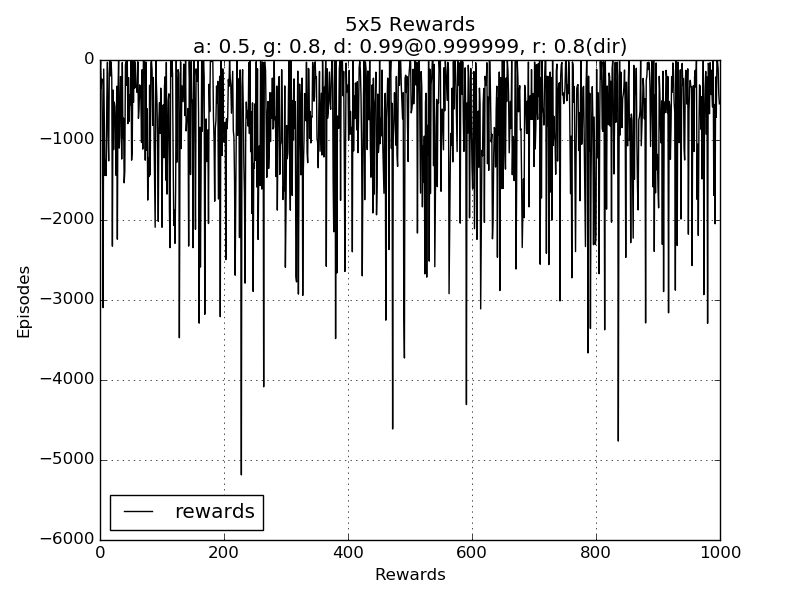 5x5 Rewards
a: 0.5, g: 0.8, d: 0.99@0.999999, r: 0.8(dir)
0
−1000
−2000
−3000
−4000
−5000
−6000
Episodes
rewards
0 200 400 600 800 1000
Rewards